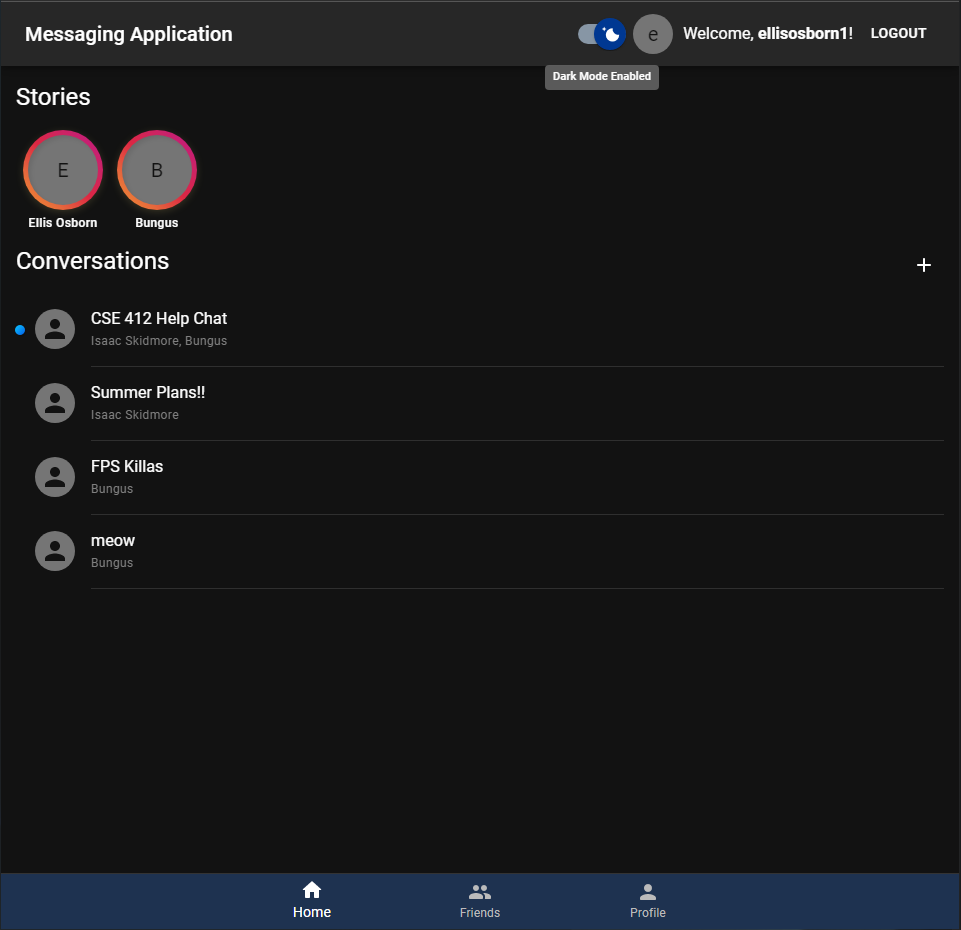 Messaging Application
e
Welcome, ellisosborn1!
LOGOUT
Dark Mode Enabled
Stories
E
B
Ellis Osborn
Bungus
Conversations
CSE 412 Help Chat
Isaac Skidmore, Bungus
Summer Plans!!
Isaac Skidmore
FPS Killas
Bungus
meow
Bungus
Home
Friends
Profile